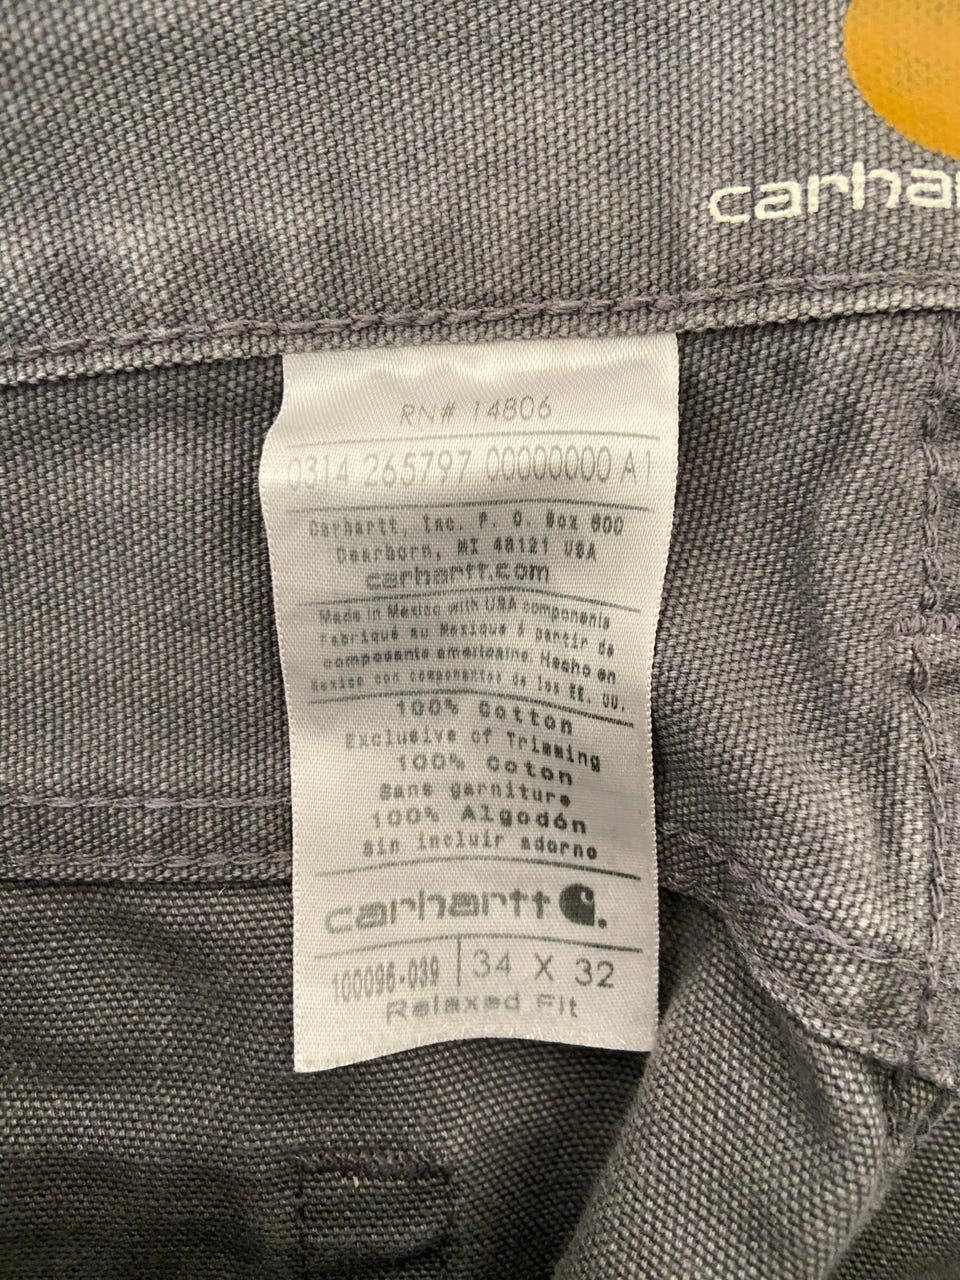 carha
RN# 14806
0314 265797 00000000 A1
Carhartt, Inc. P. O. Box 600
Dearborn, MI 48121 USA
carhartt.com
Made in Mexico with USA components
Fabriqué au Mexique à partir de
composants américains. Hecho en
Mexico con componentes de los EE. UU.
100% Cotton
Exclusive of Trimming
100% Coton
Sans garniture
100% Algodón
sin incluir adorno
carhartt
100096-039 | 34 X 32
Relaxed Fit